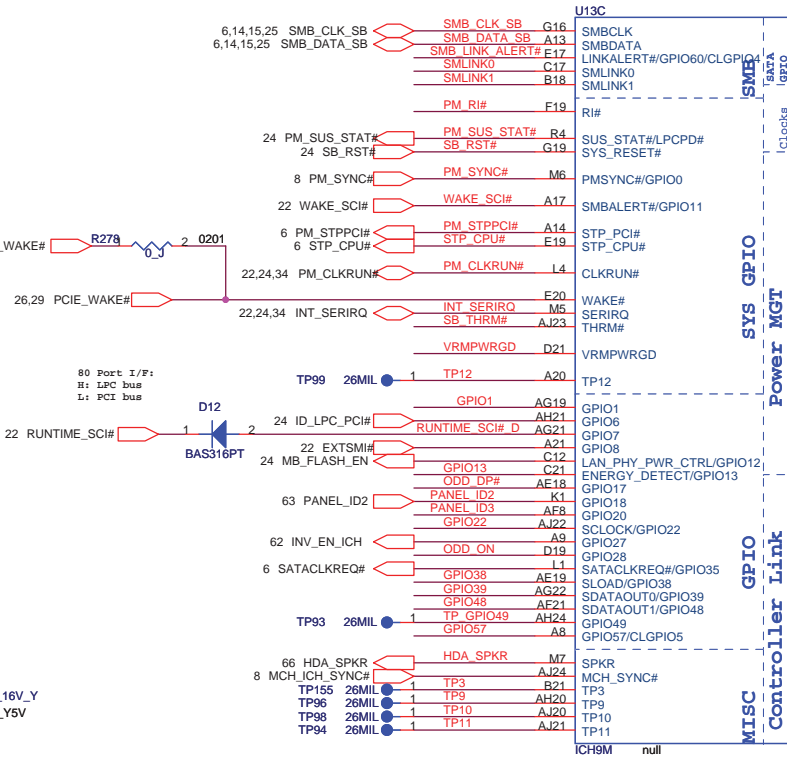 U13C
6,14,15,25 SMB_CLK_SB SMB_CLK_SB G16 SMBCLK
6,14,15,25 SMB_DATA_SB SMB_DATA_SB A13 SMBDATA
SMB_LINK_ALERT# E17 LINKALERT#/GPIO60/CLGPIO4
SMLINK0 C17 SMLINK0
SMLINK1 B18 SMLINK1
SMB
SATA
GPIO
PM_RI# F19 RI#
Clocks
24 PM_SUS_STAT# PM_SUS_STAT# R4 SUS_STAT#/LPCPD#
24 SB_RST# SB_RST# G19 SYS_RESET#
8 PM_SYNC# PM_SYNC# M6 PMSYNC#/GPIO0
22 WAKE_SCI# WAKE_SCI# A17 SMBALERT#/GPIO11
6 PM_STPPCI# PM_STPPCI# A14 STP_PCI#
6 STP_CPU# STP_CPU# E19 STP_CPU#
_WAKE# R278 1 2 0201
0_J
22,24,34 PM_CLKRUN# PM_CLKRUN# L4 CLKRUN#
26,29 PCIE_WAKE# E20 WAKE#
22,24,34 INT_SERIRQ INT_SERIRQ M5 SERIRQ
SB_THRM# AJ23 THRM#
SYS GPIO
Power MGT
VRMPWRGD D21 VRMPWRGD
80 Port I/F:
H: LPC bus
L: PCI bus
TP99 26MIL 1 TP12 A20 TP12
GPIO1 AG19 GPIO1
D12
24 ID_LPC_PCI# AH21 GPIO6
22 RUNTIME_SCI# 1 2 RUNTIME_SCI#_D AG21 GPIO7
BAS316PT
22 EXTSMI# A21 GPIO8
24 MB_FLASH_EN C12 LAN_PHY_PWR_CTRL/GPIO12
GPIO13 C21 ENERGY_DETECT/GPIO13
ODD_DP# AE18 GPIO17
63 PANEL_ID2 PANEL_ID2 K1 GPIO18
PANEL_ID3 AF8 GPIO20
GPIO22 AJ22 SCLOCK/GPIO22
62 INV_EN_ICH A9 GPIO27
ODD_ON D19 GPIO28
6 SATACLKREQ# L1 SATACLKREQ#/GPIO35
GPIO38 AE19 SLOAD/GPIO38
GPIO39 AG22 SDATAOUT0/GPIO39
GPIO48 AF21 SDATAOUT1/GPIO48
TP93 26MIL 1 TP_GPIO49 AH24 GPIO49
GPIO57 A8 GPIO57/CLGPIO5
GPIO
Controller Link
66 HDA_SPKR HDA_SPKR M7 SPKR
8 MCH_ICH_SYNC# AJ24 MCH_SYNC#
TP155 26MIL 1 TP3 B21 TP3
TP96 26MIL 1 TP9 AH20 TP9
TP98 26MIL 1 TP10 AJ20 TP10
TP94 26MIL 1 TP11 AJ21 TP11
MISC
_16V_Y
_Y5V
ICH9M null